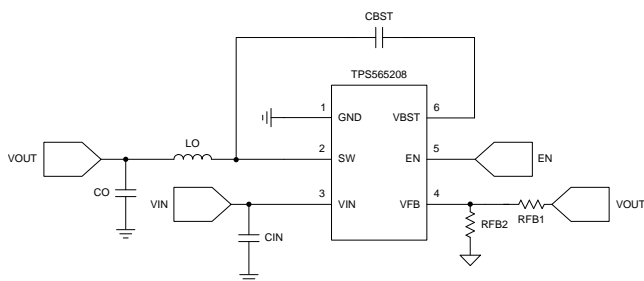 CBST
TPS565208
1 GND VBST 6
LO
VOUT 2 SW EN 5 EN
CO
VIN 3 VIN VFB 4
RFB1 VOUT
RFB2
CIN